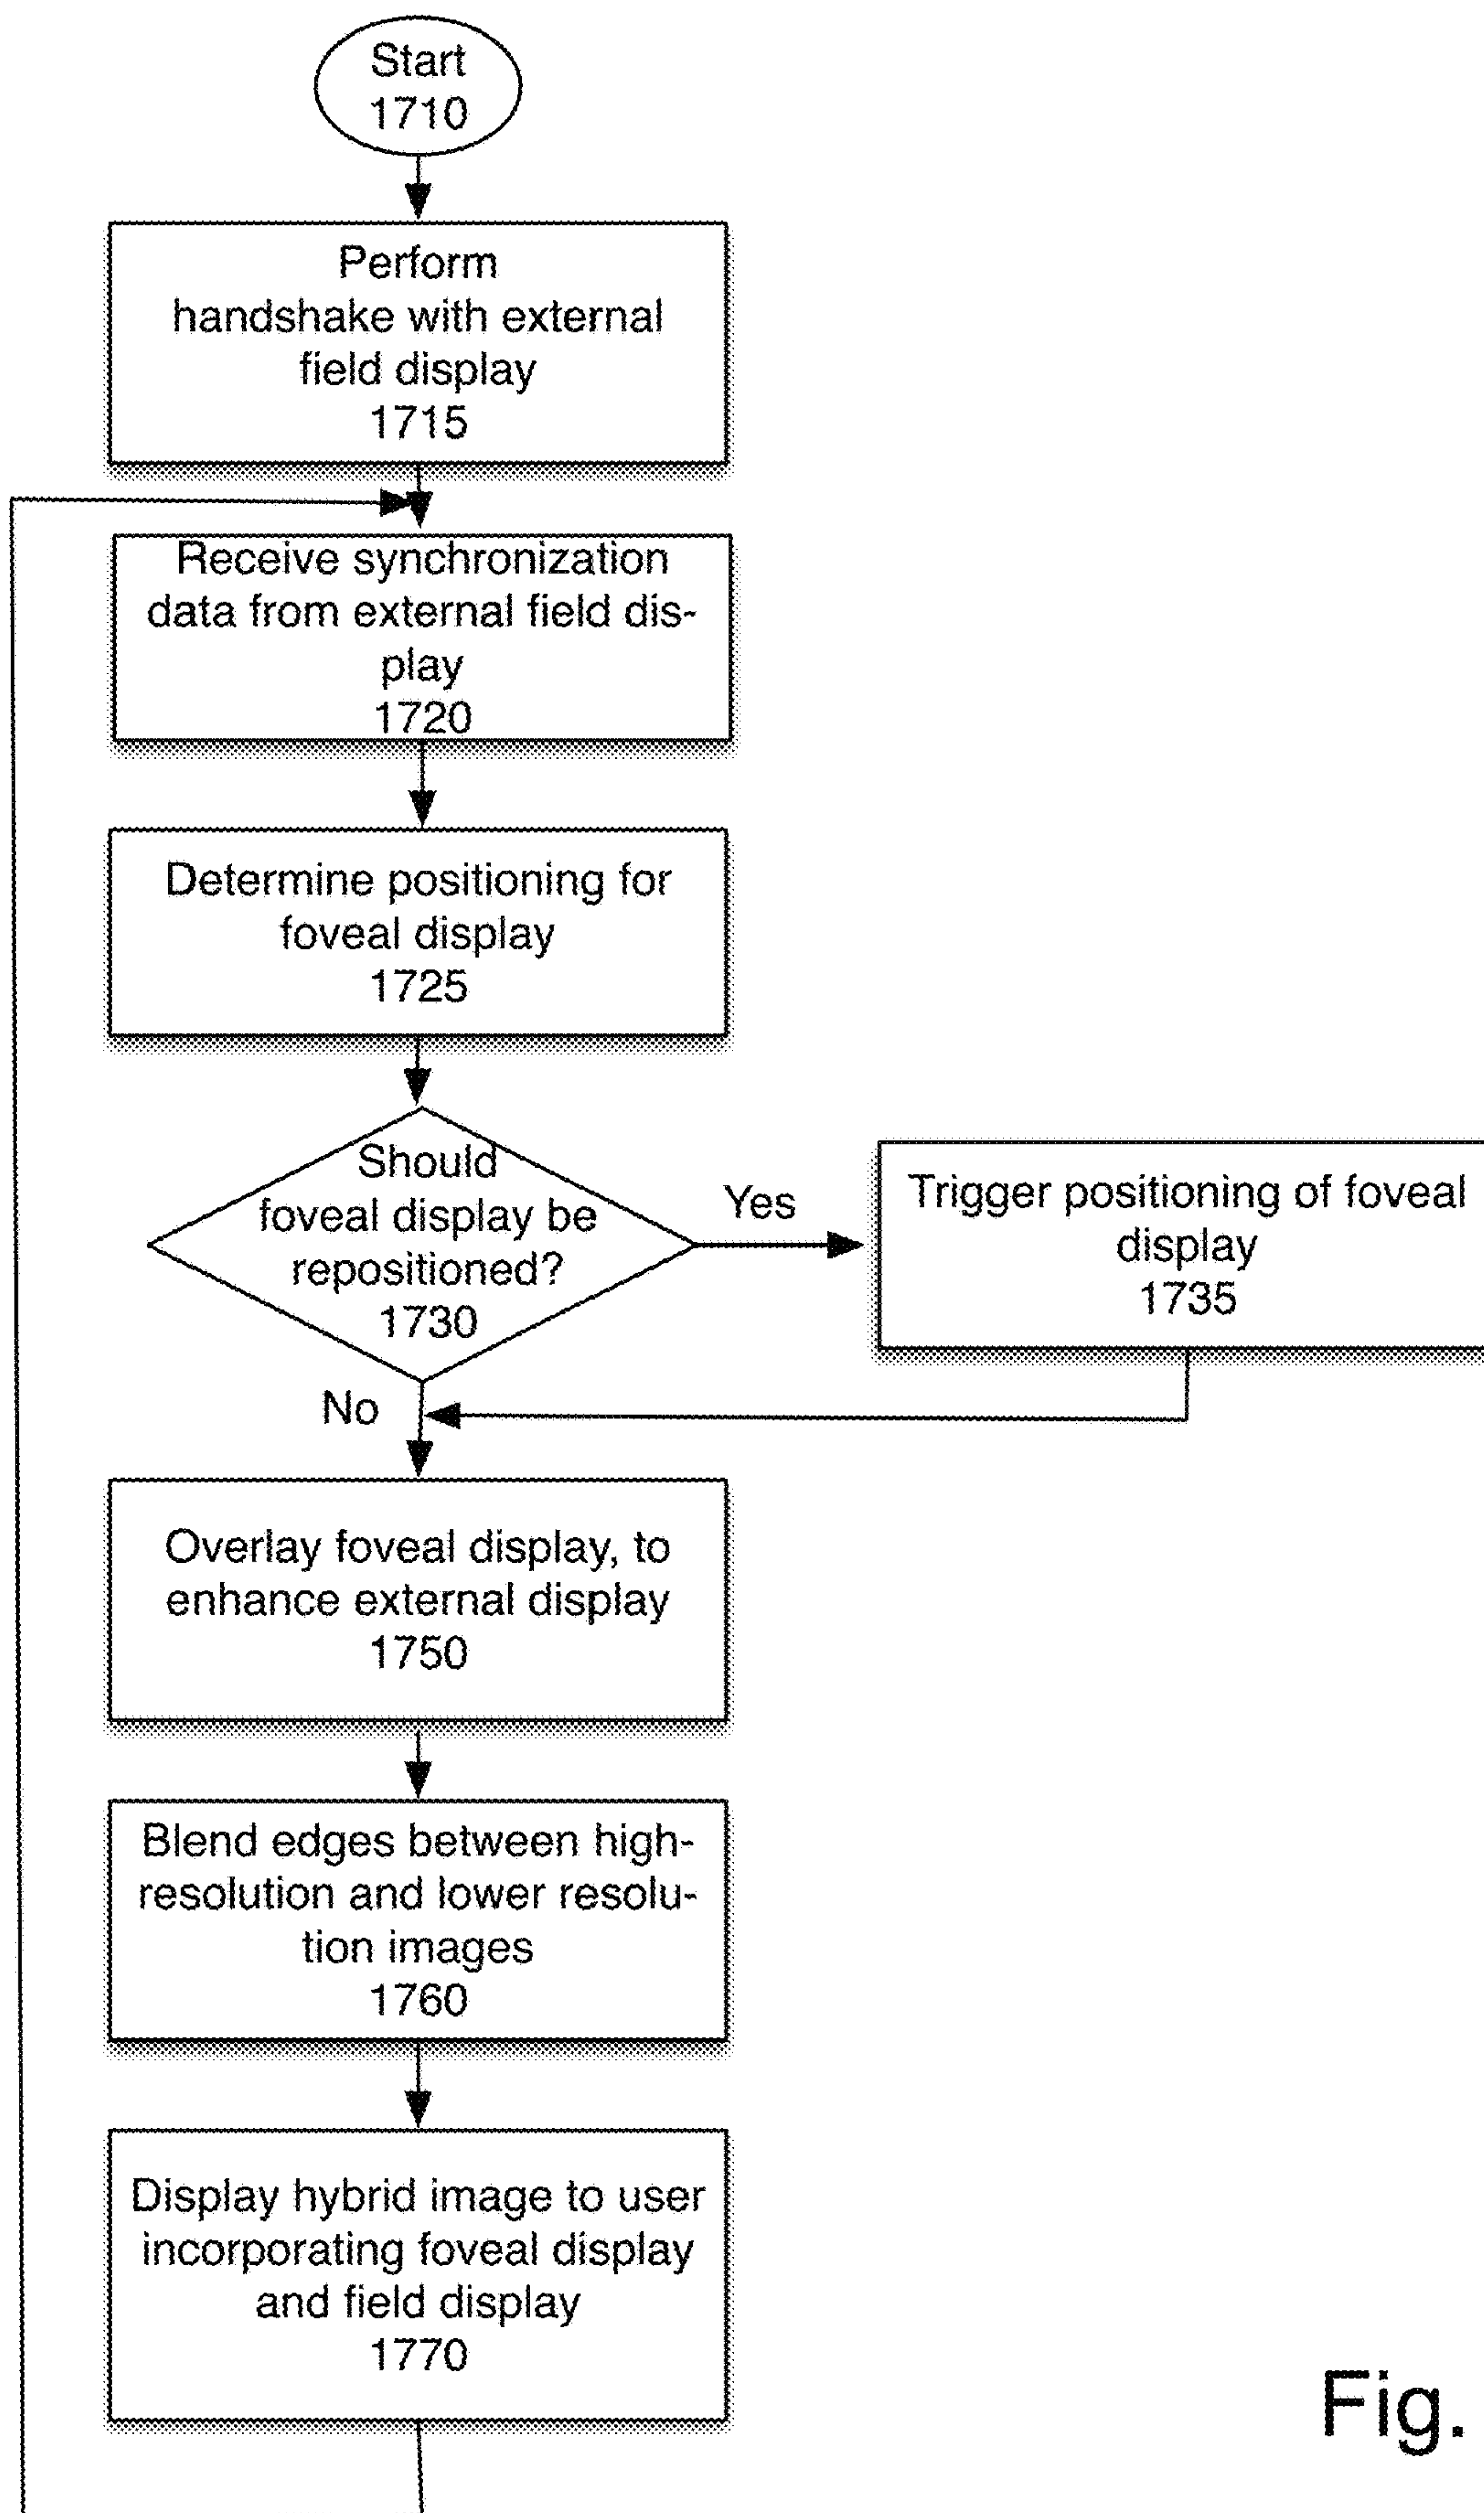 Start
1710
Perform
handshake with external
field display
1715
Receive synchronization
data from external field dis-
play
1720
Determine positioning for
foveal display
1725
Should
foveal display be
repositioned?
1730
Yes
Trigger positioning of foveal
display
1735
No
Overlay foveal display, to
enhance external display
1750
Blend edges between high-
resolution and lower resolu-
tion images
1760
Display hybrid image to user
incorporating foveal display
and field display
1770
Fig.